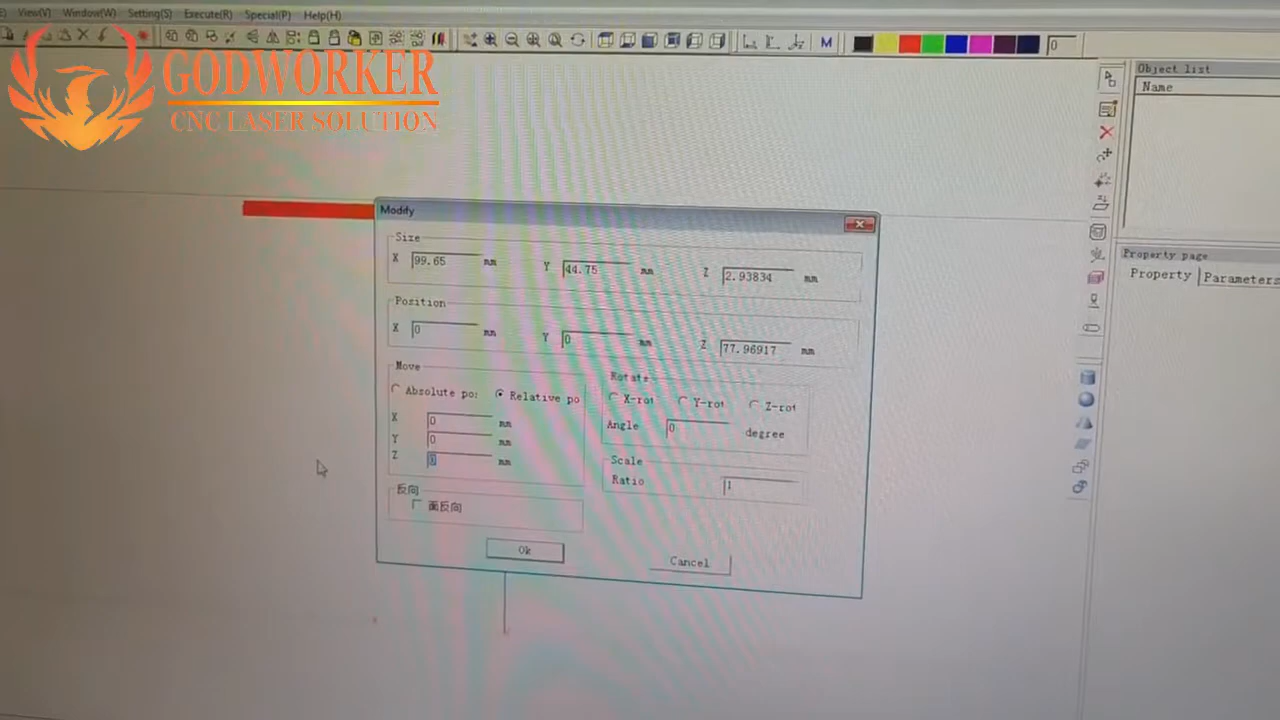 View(V) Window(W) Setting(S) Execute(R) Special(P) Help(H)
M
0
GODWORKER
CNC LASER SOLUTION
Object list
Name
Modify
Size
X 99.65 mm Y 44.75 mm Z 2.93834 mm
Position
X 0 mm Y 0 mm Z 77.96917 mm
Move
Absolute po: Relative po
X 0 mm
Y 0 mm
Z 0 mm
Rotate
X-rot Y-rot Z-rot
Angle 0 degree
Scale
Ratio 1
反向
面反向
Ok Cancel
Property page
Property Parameters